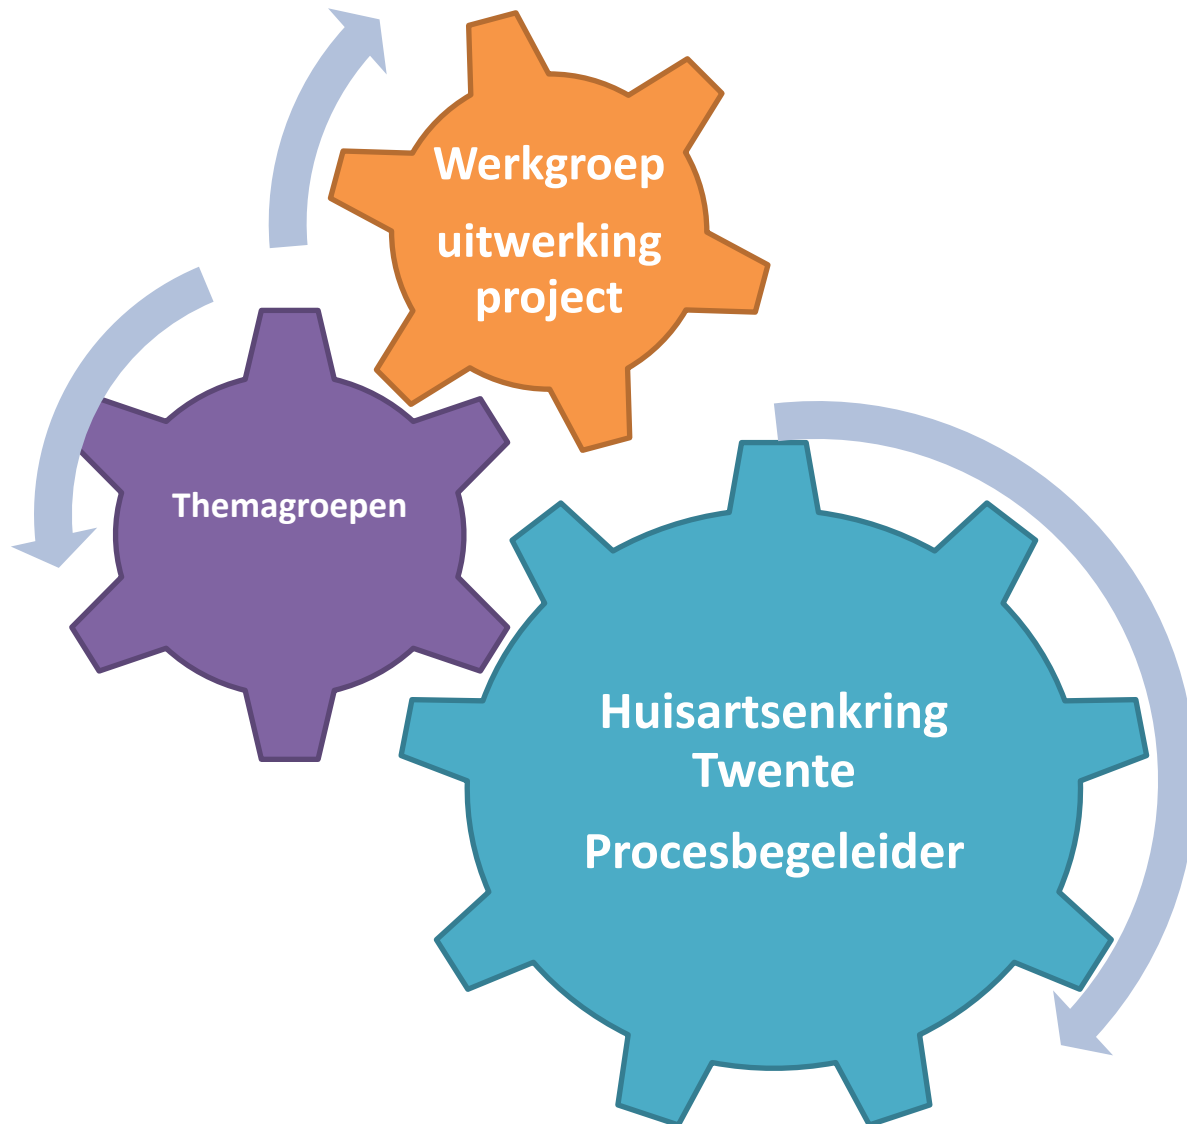 Werkgroep
uitwerking
project
Themagroepen
Huisartsenkring
Twente
Procesbegeleider